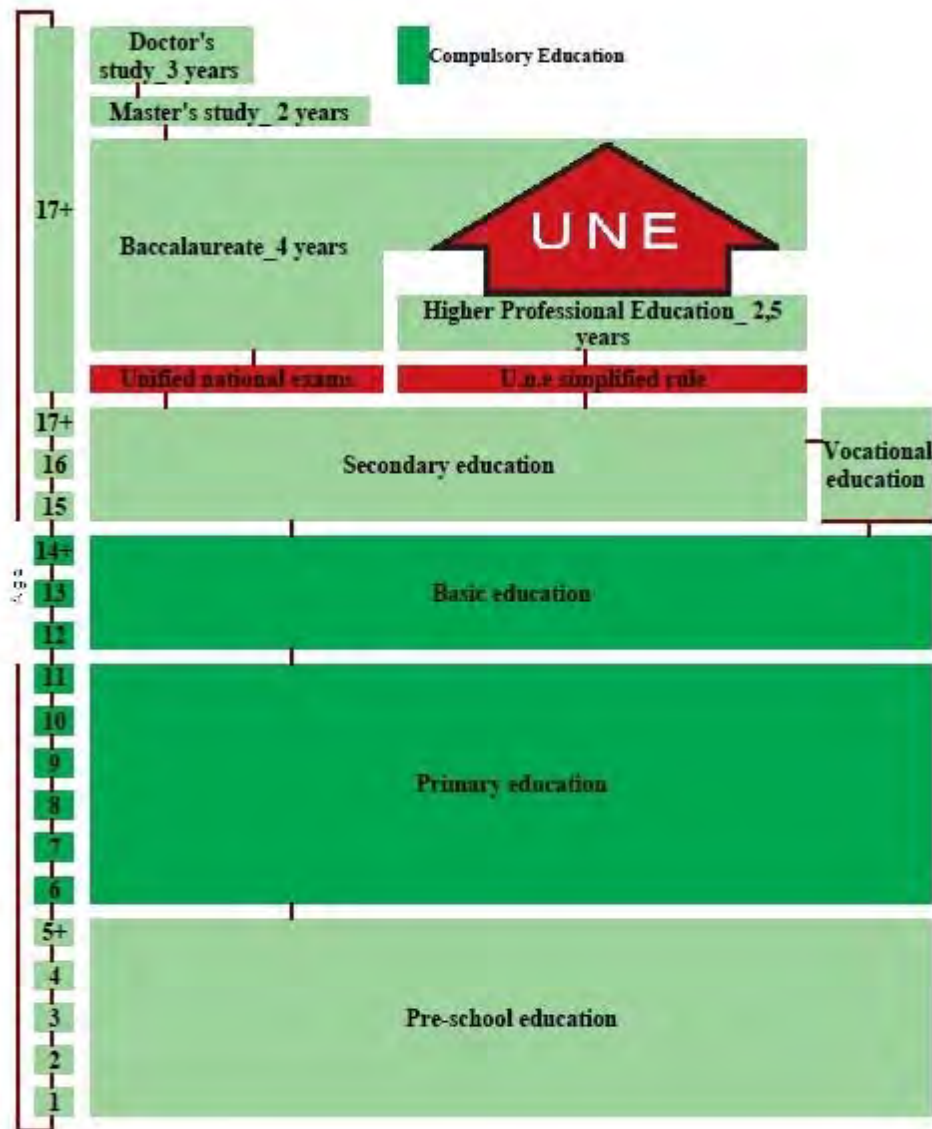 Doctor's
study_3 years
Compulsory Education
Master's study_ 2 years
17+
Baccalaureate_4 years
UNE
Higher Professional Education_ 2,5
years
Unified national exams
U.n.e simplified rule
17+
16
15
Secondary education
Vocational
education
Age
14+
13
12
Basic education
11
10
9
8
7
6
Primary education
5+
4
3
2
1
Pre-school education